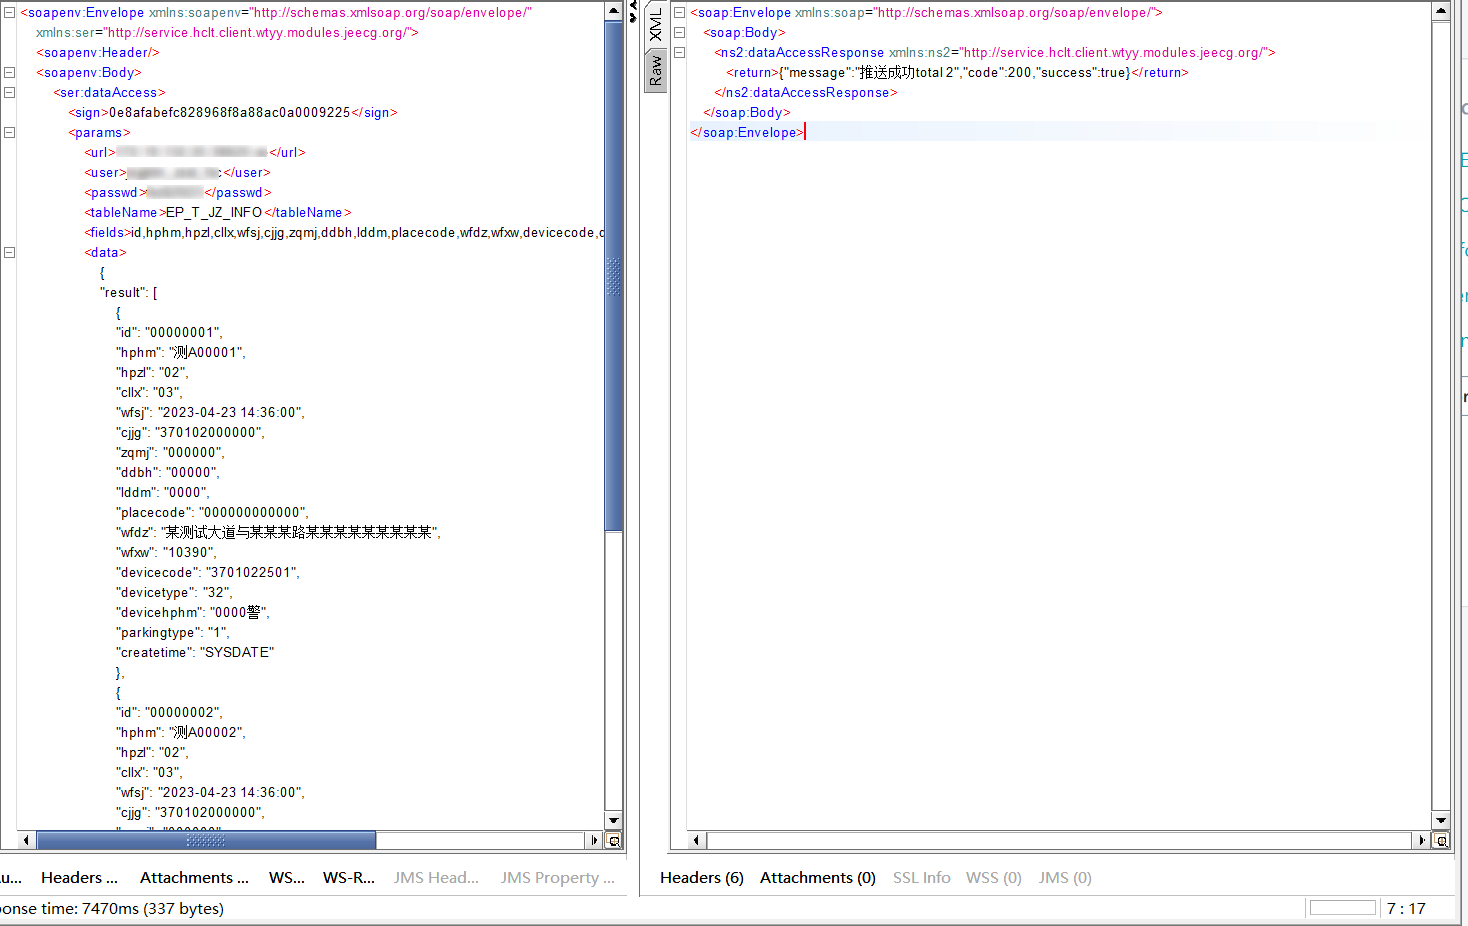 <soapenv:Envelope xmlns:soapenv="http://schemas.xmlsoap.org/soap/envelope/"
xmlns:ser="http://service.hclt.client.wtyy.modules.jeecg.org/">
<soapenv:Header/>
<soapenv:Body>
<ser:dataAccess>
<sign>0e8afabefc828968f8a88ac0a0009225</sign>
<params>
<url></url>
<user></user>
<passwd></passwd>
<tableName>EP_T_JZ_INFO</tableName>
<fields>id,hphm,hpzl,cllx,wfsj,cjjg,zqmj,ddbh,lddm,placecode,wfdz,wfxw,devicecode,
<data>
{
"result": [
{
"id": "00000001",
"hphm": "测A00001",
"hpzl": "02",
"cllx": "03",
"wfsj": "2023-04-23 14:36:00",
"cjjg": "370102000000",
"zqmj": "000000",
"ddbh": "00000",
"lddm": "0000",
"placecode": "000000000000",
"wfdz": "某测试大道与某某某路某某某某某某某某某",
"wfxw": "10390",
"devicecode": "3701022501",
"devicetype": "32",
"devicehphm": "0000警",
"parkingtype": "1",
"createtime": "SYSDATE"
},
{
"id": "00000002",
"hphm": "测A00002",
"hpzl": "02",
"cllx": "03",
"wfsj": "2023-04-23 14:36:00",
"cjjg": "370102000000",
XML
Raw
<soap:Envelope xmlns:soap="http://schemas.xmlsoap.org/soap/envelope/">
<soap:Body>
<ns2:dataAccessResponse xmlns:ns2="http://service.hclt.client.wtyy.modules.jeecg.org/">
<return>{"message":"推送成功total 2","code":200,"success":true}</return>
</ns2:dataAccessResponse>
</soap:Body>
</soap:Envelope>
Headers ... Attachments ... WS... WS-R... JMS Head... JMS Property ...
Headers (6) Attachments (0) SSL Info WSS (0) JMS (0)
onse time: 7470ms (337 bytes)
7 : 17